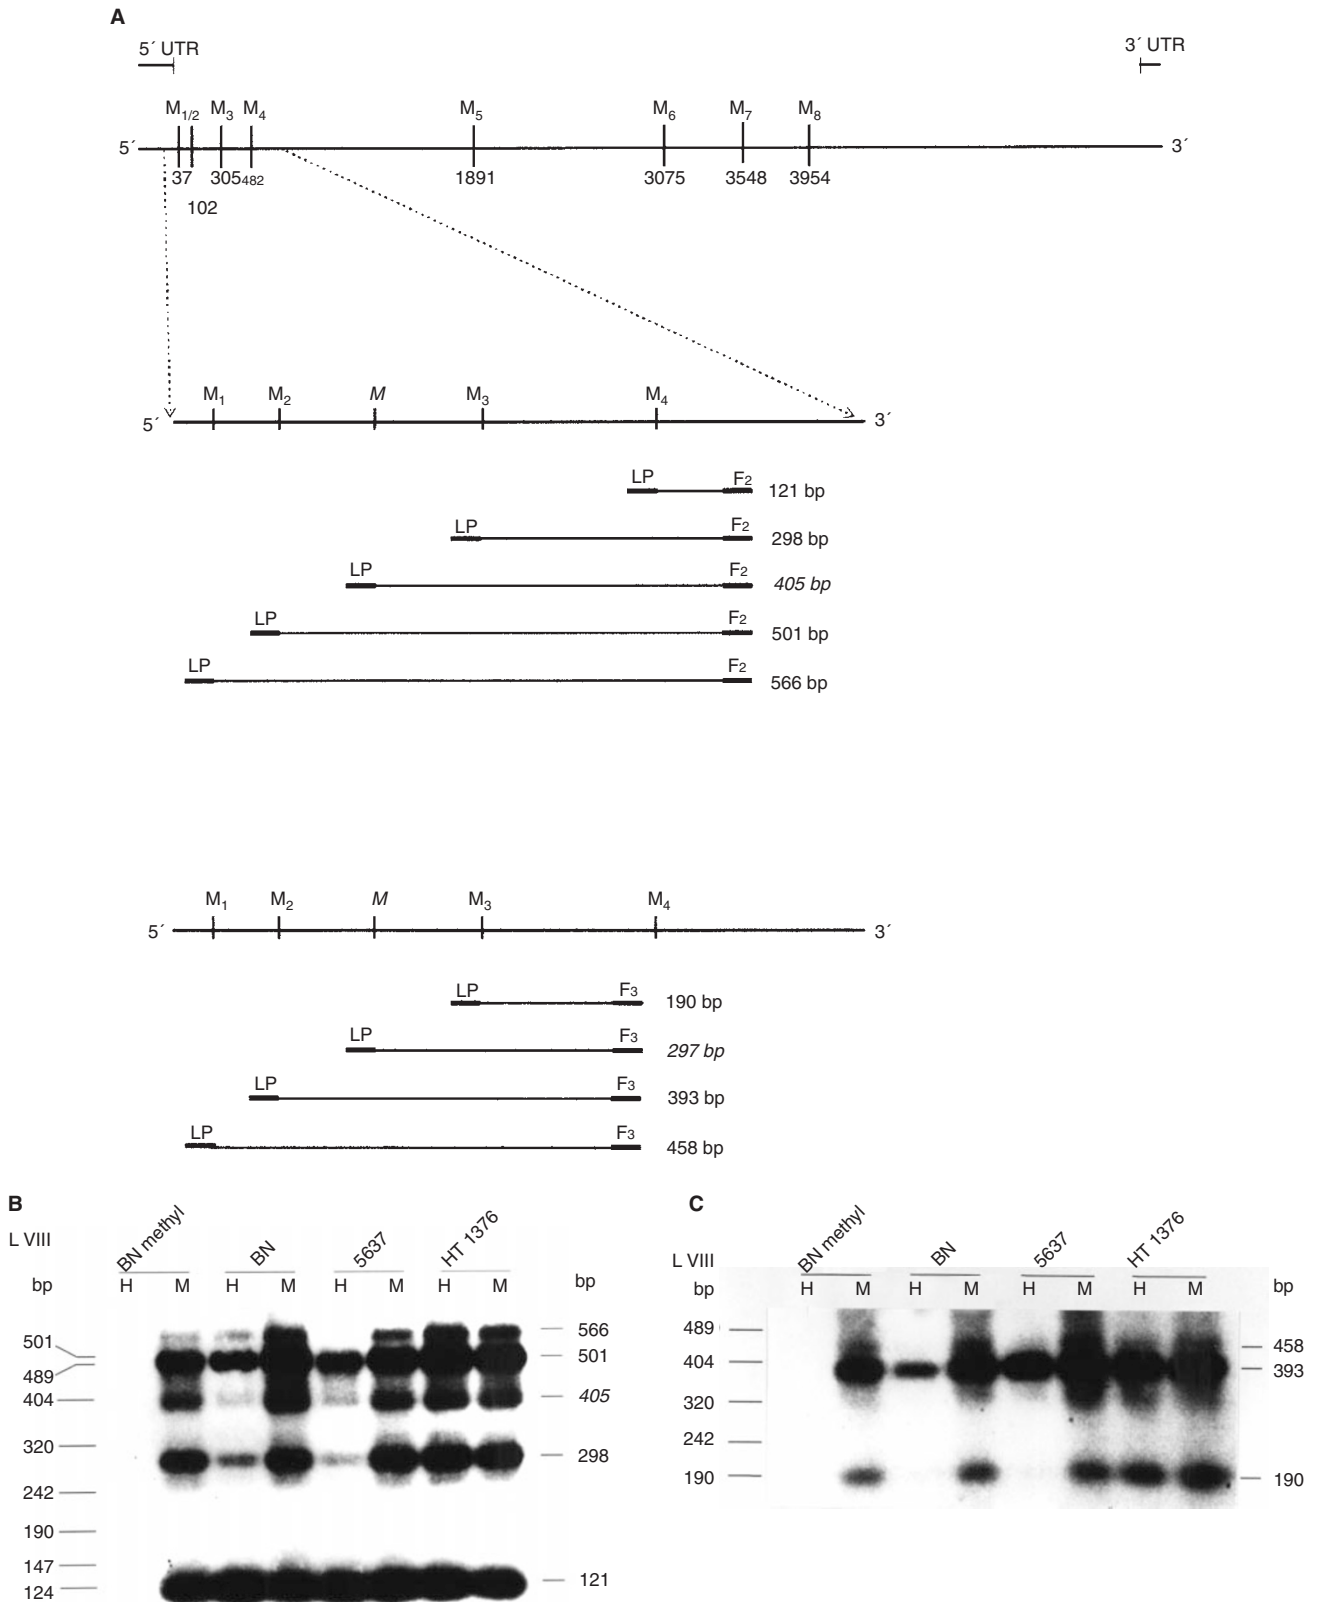 A
5´ UTR 3´ UTR
M1/2 M3 M4 M5 M6 M7 M8
5´ 3´
37 305 482 1891 3075 3548 3954
102
M1 M2 M M3 M4
5´ 3´
LP F2 121 bp
LP F2 298 bp
LP F2 405 bp
LP F2 501 bp
LP F2 566 bp
M1 M2 M M3 M4
5´ 3´
LP F3 190 bp
LP F3 297 bp
LP F3 393 bp
LP F3 458 bp
B
L VIII BN methyl BN 5637 HT 1376
bp H M H M H M H M bp
501 566
489 501
404 405
320 298
242
190
147
124 121
C
L VIII BN methyl BN 5637 HT 1376
bp H M H M H M H M bp
489 458
404 393
320
242
190 190